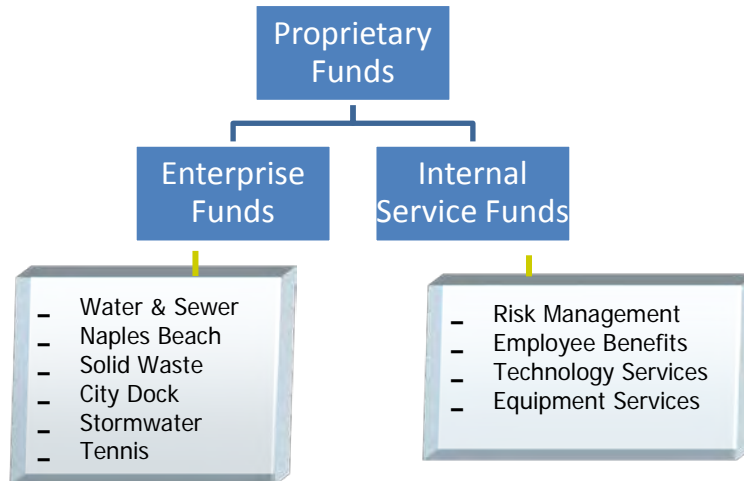 Proprietary
Funds
Enterprise
Funds
Internal
Service Funds
– Water & Sewer
– Naples Beach
– Solid Waste
– City Dock
– Stormwater
– Tennis
– Risk Management
– Employee Benefits
– Technology Services
– Equipment Services